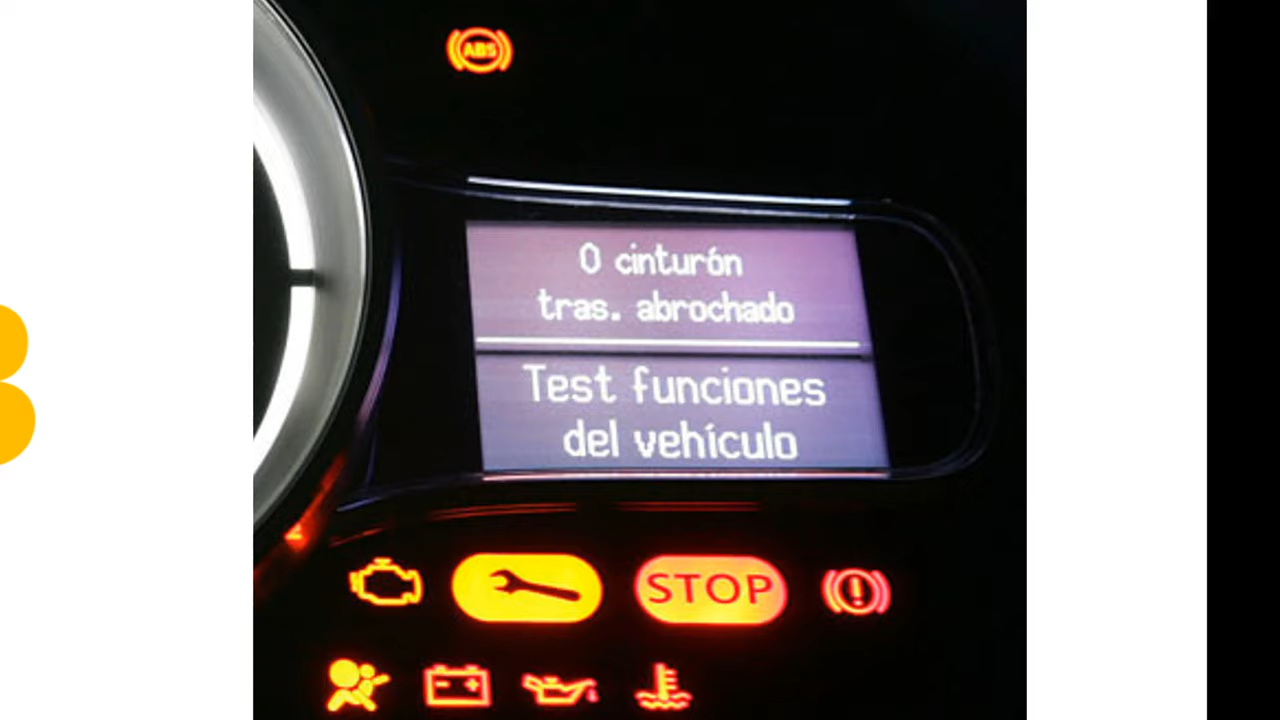 ABS
0 cinturón
tras. abrochado
Test funciones
del vehículo
STOP